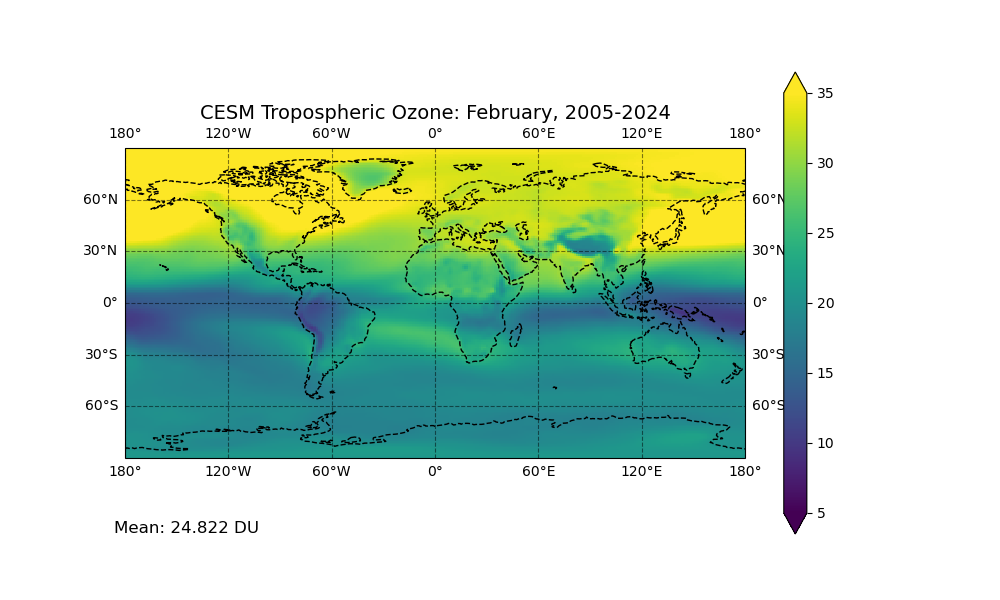 CESM Tropospheric Ozone: February, 2005-2024
180° 120°W 60°W 0° 60°E 120°E 180°
60°N 60°N
30°N 30°N
0° 0°
30°S 30°S
60°S 60°S
180° 120°W 60°W 0° 60°E 120°E 180°
35
30
25
20
15
10
5
Mean: 24.822 DU